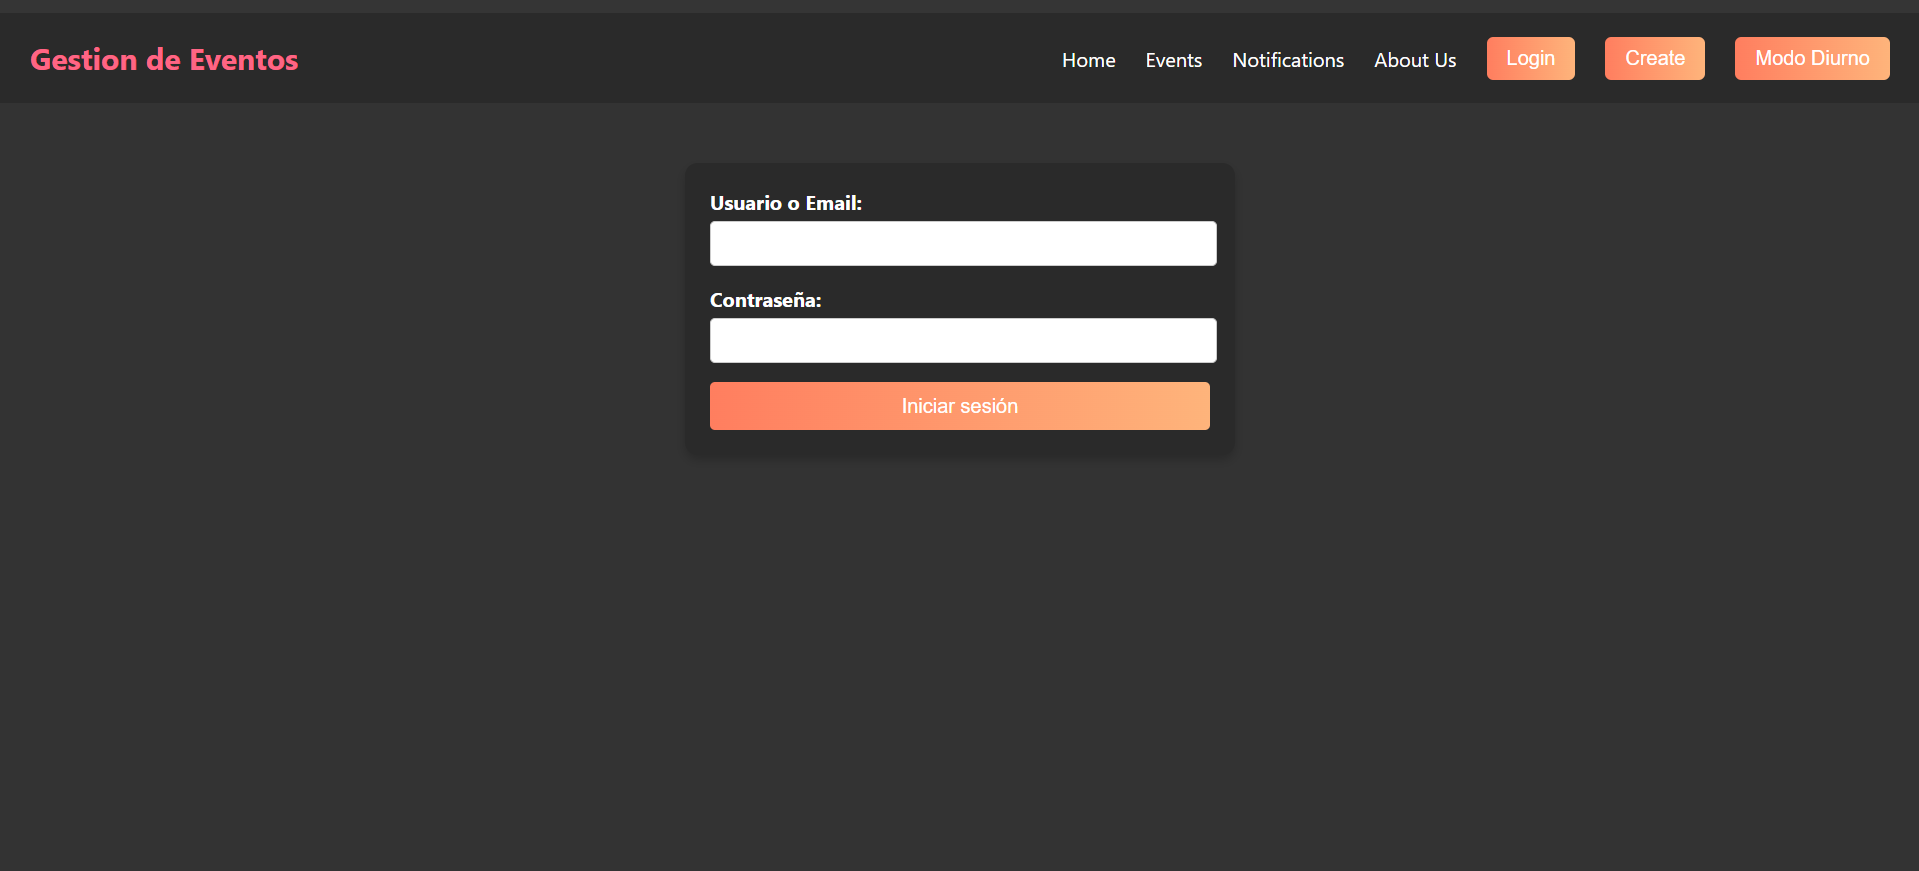 Gestion de Eventos
Home Events Notifications About Us Login Create Modo Diurno
Usuario o Email:
Contraseña:
Iniciar sesión